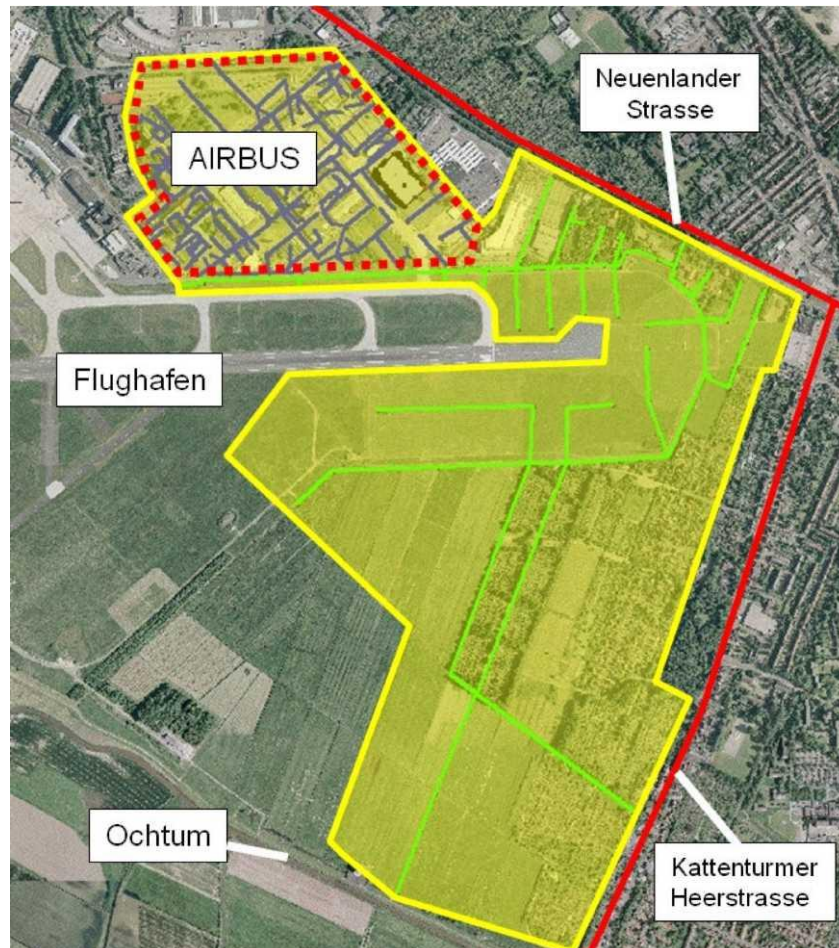 Neuenlander
Strasse
AIRBUS
Flughafen
Ochtum
Kattenturmer
Heerstrasse